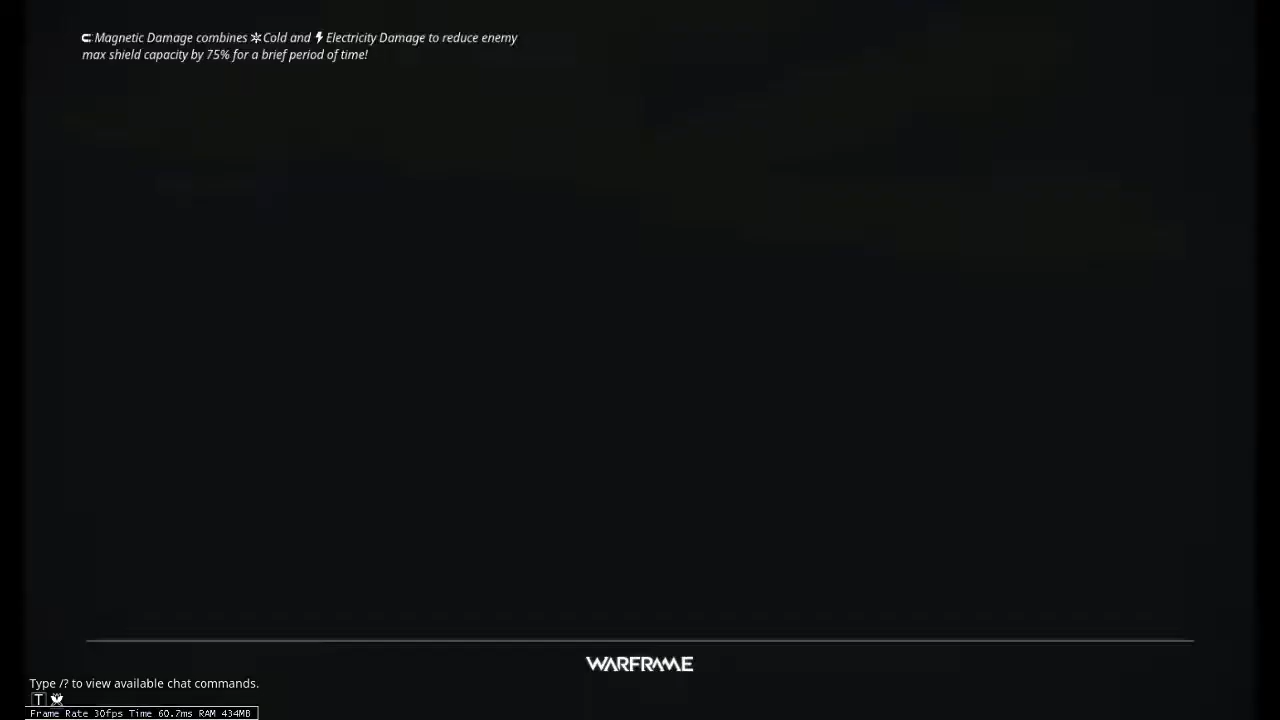 Magnetic Damage combines Cold and Electricity Damage to reduce enemy
max shield capacity by 75% for a brief period of time!
WARFRAME
Type /? to view available chat commands.
T
Frame Rate 30fps Time 60.7ms RAM 434MB